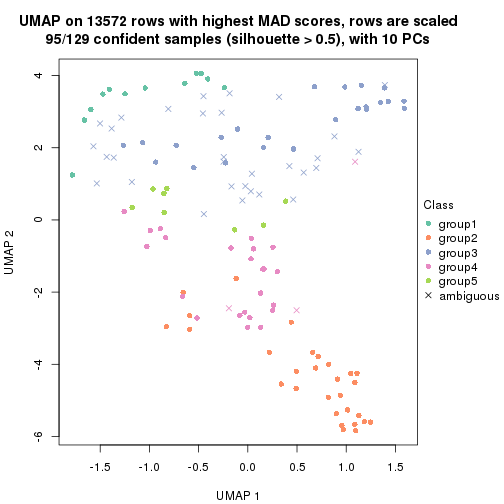 UMAP on 13572 rows with highest MAD scores, rows are scaled
95/129 confident samples (silhouette > 0.5), with 10 PCs
4
2
0
-2
-4
-6
UMAP 2
-1.5
-1.0
-0.5
0.0
0.5
1.0
1.5
UMAP 1
Class
group1
group2
group3
group4
group5
ambiguous